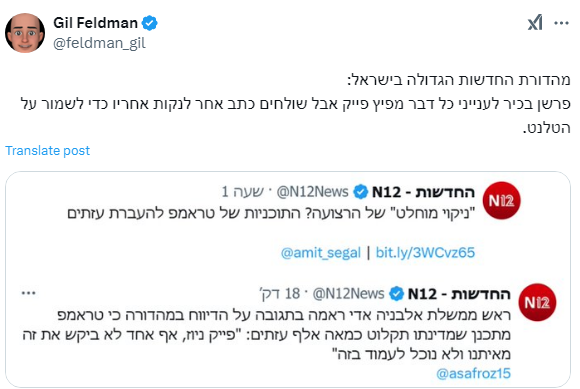 Gil Feldman
@feldman_gil
מהדורת החדשות הגדולה בישראל:
פרשן בכיר לענייני כל דבר מפיץ פייק אבל שולחים כתב אחר לנקות אחריו כדי לשמור על
הטלנט.
Translate post
החדשות - N12 @N12News · שעה 1
"ניקוי מוחלט" של הרצועה? התוכניות של טראמפ להעברת עזתים
@amit_segal | bit.ly/3WCvz65
החדשות - N12 @N12News · 18 דק׳
ראש ממשלת אלבניה אדי ראמה בתגובה על הדיווח במהדורה כי טראמפ
מתכנן שמדינתו תקלוט כמאה אלף עזתים: "פייק ניוז, אף אחד לא ביקש את זה
מאיתנו ולא נוכל לעמוד בזה"
@asafroz15
N12
N12